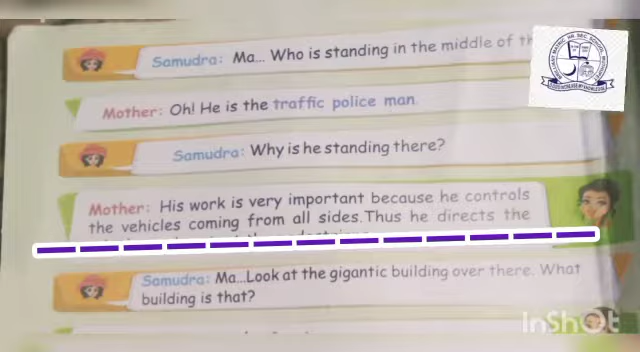 Samudra: Ma... Who is standing in the middle of
Mother: Oh! He is the traffic police man.
Samudra: Why is he standing there?
Mother: His work is very important because he controls
the vehicles coming from all sides.Thus he directs the
Samudra: Ma...Look at the gigantic building over there. What
building is that?
InShOt